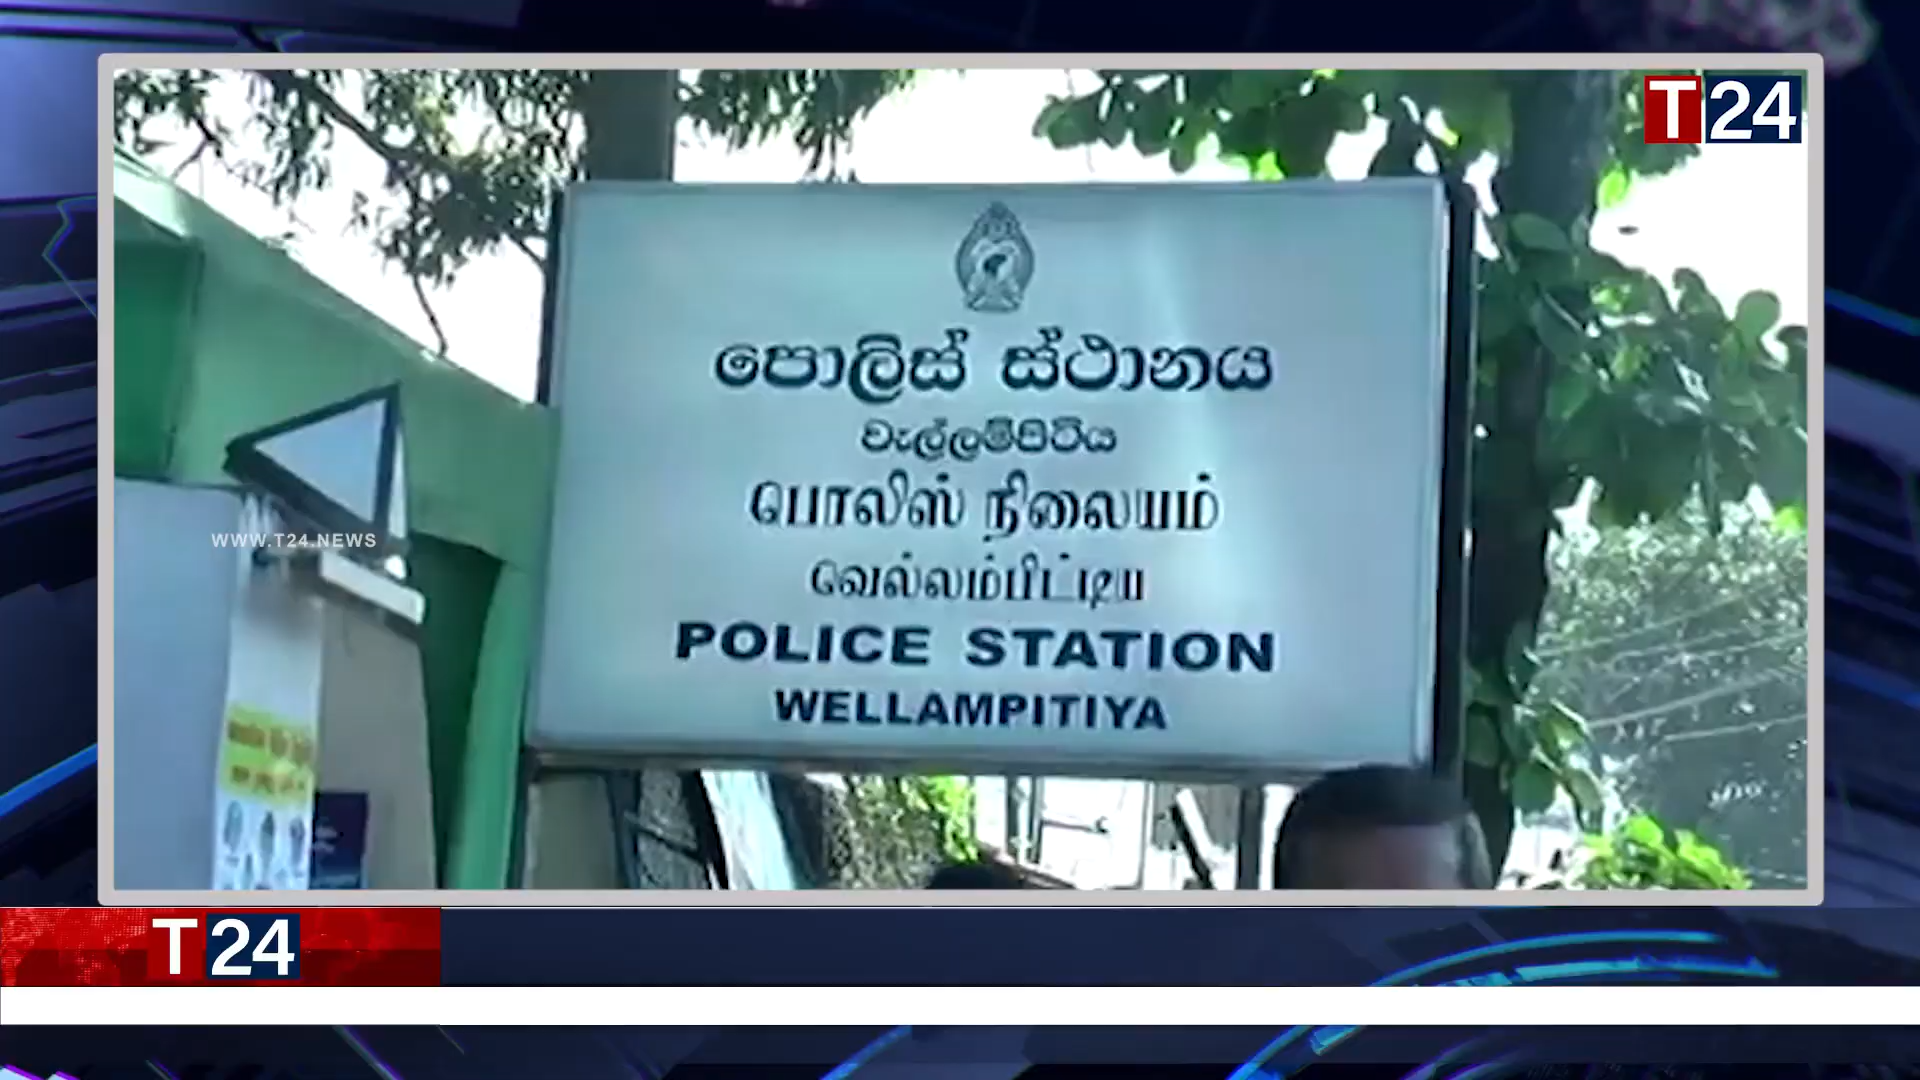 T24
පොලිස් ස්ථානය
වැල්ලම්පිටිය
பொலிஸ் நிலையம்
வெல்லம்பிட்டிய
POLICE STATION
WELLAMPITIYA
WWW.T24.NEWS
T24